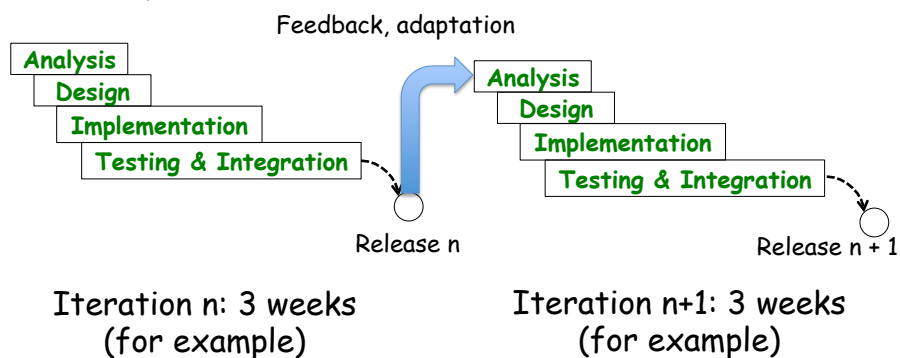 Feedback, adaptation
Analysis
Design
Implementation
Testing & Integration
Release n
Analysis
Design
Implementation
Testing & Integration
Release n + 1
Iteration n: 3 weeks
(for example)
Iteration n+1: 3 weeks
(for example)